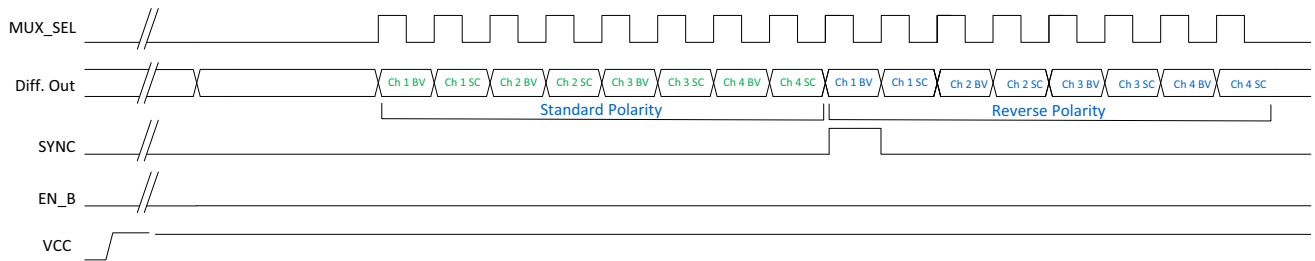 MUX_SEL
Diff. Out
Ch 1 BV Ch 1 SC Ch 2 BV Ch 2 SC Ch 3 BV Ch 3 SC Ch 4 BV Ch 4 SC Ch 1 BV Ch 1 SC Ch 2 BV Ch 2 SC Ch 3 BV Ch 3 SC Ch 4 BV Ch 4 SC
Standard Polarity Reverse Polarity
SYNC
EN_B
VCC